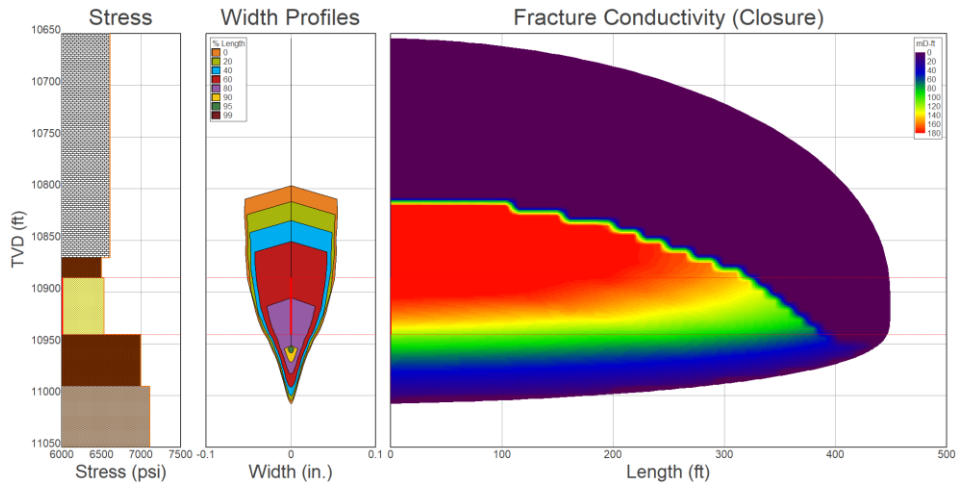 Stress
Width Profiles
Fracture Conductivity (Closure)
10650
10700
10750
10800
10850
10900
10950
11000
11050
TVD (ft)
6000 6500 7000 7500
Stress (psi)
% Length
0
20
40
60
80
90
95
99
-0.1 0 0.1
Width (in.)
mD-ft
0
20
40
60
80
100
120
140
160
180
0 100 200 300 400 500
Length (ft)